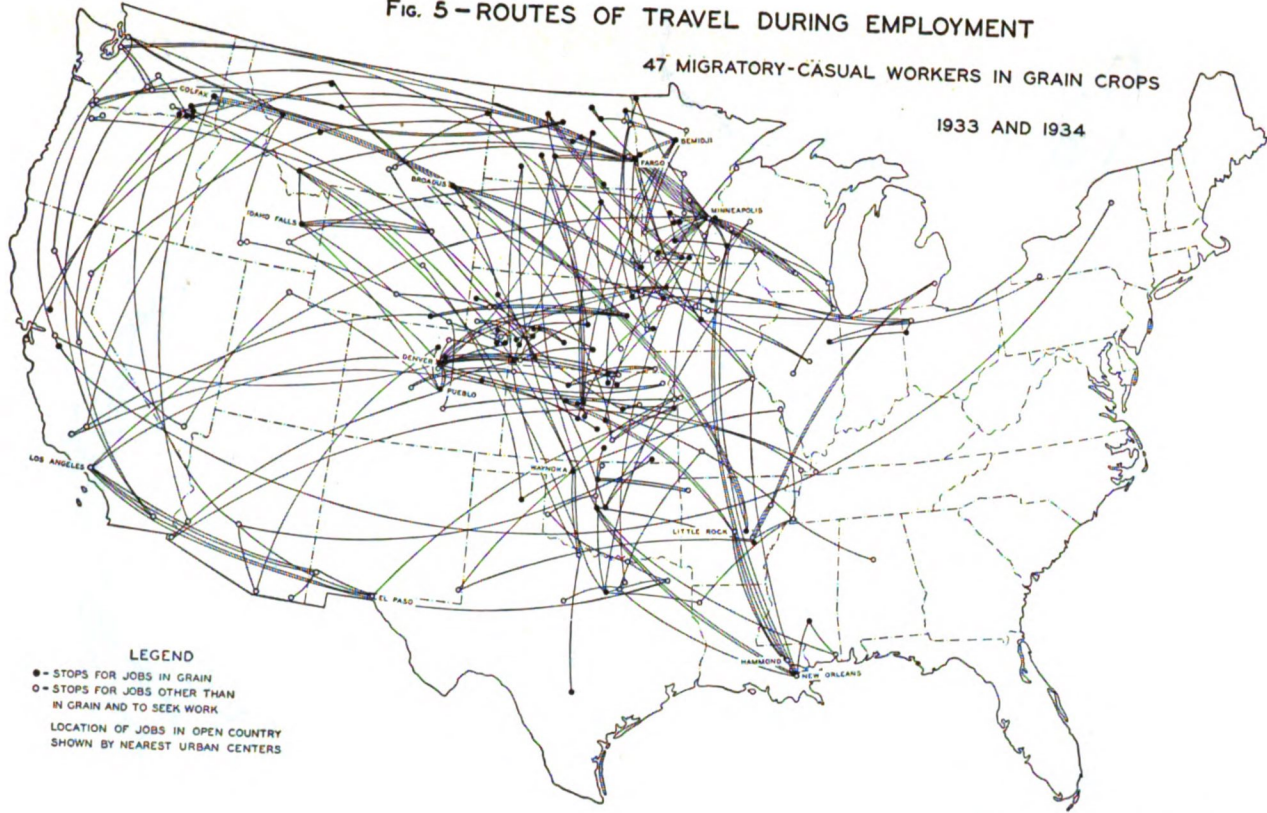 FIG. 5 – ROUTES OF TRAVEL DURING EMPLOYMENT
47 MIGRATORY-CASUAL WORKERS IN GRAIN CROPS
1933 AND 1934
COLFAX
BEMIDJI
FARGO
BROADUS
MINNEAPOLIS
IDAHO FALLS
DENVER
PUEBLO
LOS ANGELES
WAYNOKA
LITTLE ROCK
EL PASO
HAMMOND
NEW ORLEANS
LEGEND
● - STOPS FOR JOBS IN GRAIN
○ - STOPS FOR JOBS OTHER THAN
IN GRAIN AND TO SEEK WORK
LOCATION OF JOBS IN OPEN COUNTRY
SHOWN BY NEAREST URBAN CENTERS